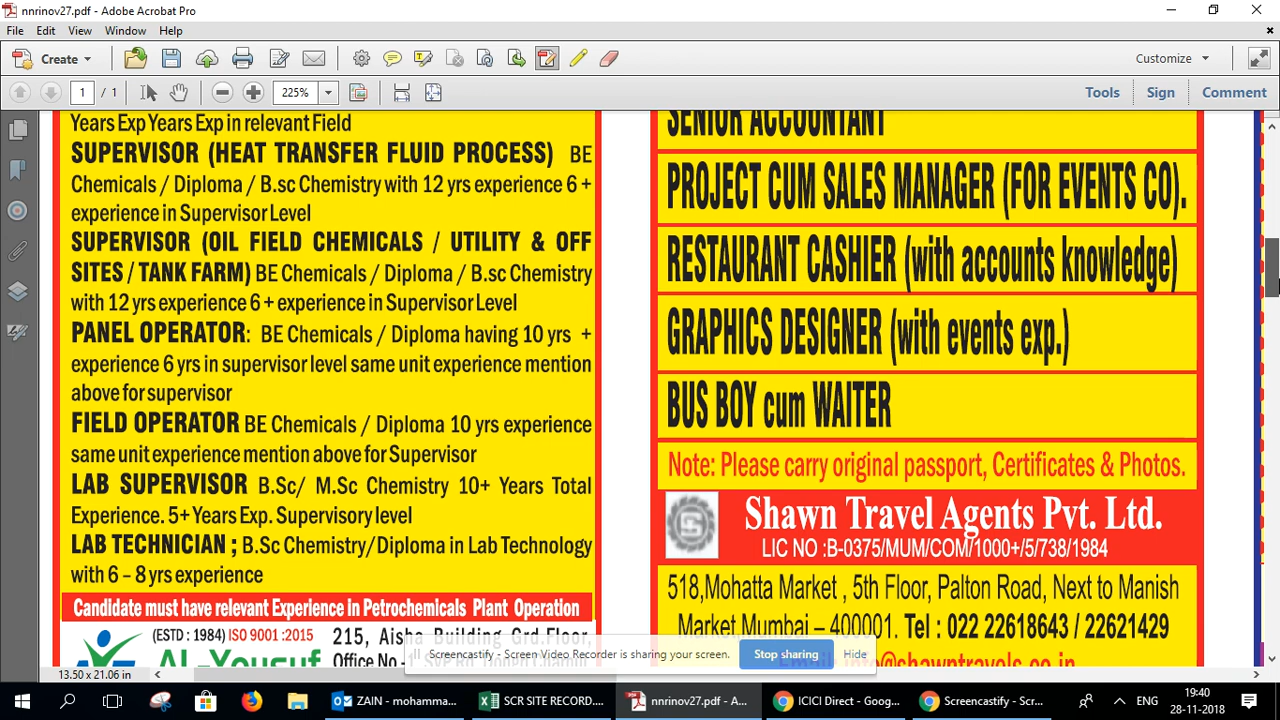 nnrinov27.pdf - Adobe Acrobat Pro
File Edit View Window Help
Create
Customize
1 / 1
225%
Tools Sign Comment
Years Exp Years Exp in relevant Field
SUPERVISOR (HEAT TRANSFER FLUID PROCESS) BE
Chemicals / Diploma / B.sc Chemistry with 12 yrs experience 6 +
experience in Supervisor Level
SUPERVISOR (OIL FIELD CHEMICALS / UTILITY & OFF
SITES / TANK FARM) BE Chemicals / Diploma / B.sc Chemistry
with 12 yrs experience 6 + experience in Supervisor Level
PANEL OPERATOR: BE Chemicals / Diploma having 10 yrs +
experience 6 yrs in supervisor level same unit experience mention
above for supervisor
FIELD OPERATOR BE Chemicals / Diploma 10 yrs experience
same unit experience mention above for Supervisor
LAB SUPERVISOR B.Sc/ M.Sc Chemistry 10+ Years Total
Experience. 5+ Years Exp. Supervisory level
LAB TECHNICIAN ; B.Sc Chemistry/Diploma in Lab Technology
with 6 – 8 yrs experience
Candidate must have relevant Experience in Petrochemicals Plant Operation
(ESTD : 1984) ISO 9001 :2015
AL-Yousuf
215, Aisha Building Grd.Floor,
Office No
SENIOR ACCOUNTANT
PROJECT CUM SALES MANAGER (FOR EVENTS CO).
RESTAURANT CASHIER (with accounts knowledge)
GRAPHICS DESIGNER (with events exp.)
BUS BOY cum WAITER
Note: Please carry original passport, Certificates & Photos.
Shawn Travel Agents Pvt. Ltd.
LIC NO :B-0375/MUM/COM/1000+/5/738/1984
518,Mohatta Market , 5th Floor, Palton Road, Next to Manish
Market,Mumbai – 400001. Tel : 022 22618643 / 22621429
info@shawntravels.co.in
Screencastify - Screen Video Recorder is sharing your screen. Stop sharing Hide
13.50 x 21.06 in
ZAIN - mohamma... SCR SITE RECORD.... nnrinov27.pdf - A... ICICI Direct - Goog... Screencastify - Scr...
ENG
19:40
28-11-2018